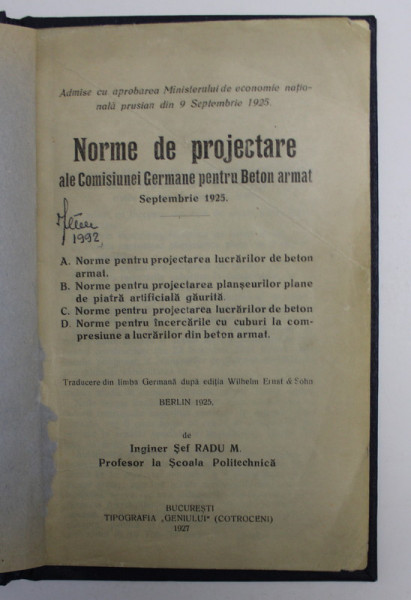 Admise cu aprobarea Ministerului de economie națio-
nală prusian din 9 Septembrie 1925.
Norme de projectare
ale Comisiunei Germane pentru Beton armat
Septembrie 1925.
1992
A. Norme pentru projectarea lucrărilor de beton
armat.
B. Norme pentru projectarea planșeurilor plane
de piatră artificială găurită.
C. Norme pentru projectarea lucrărilor de beton
D. Norme pentru încercările cu cuburi la com-
presiune a lucrărilor din beton armat.
Traducere din limba Germană după ediția Wilhelm Ernst & Sohn
BERLIN 1925.
de
Inginer Șef RADU M.
Profesor la Școala Politechnică
BUCUREȘTI
TIPOGRAFIA „GENIULUI" (COTROCENI)
1927